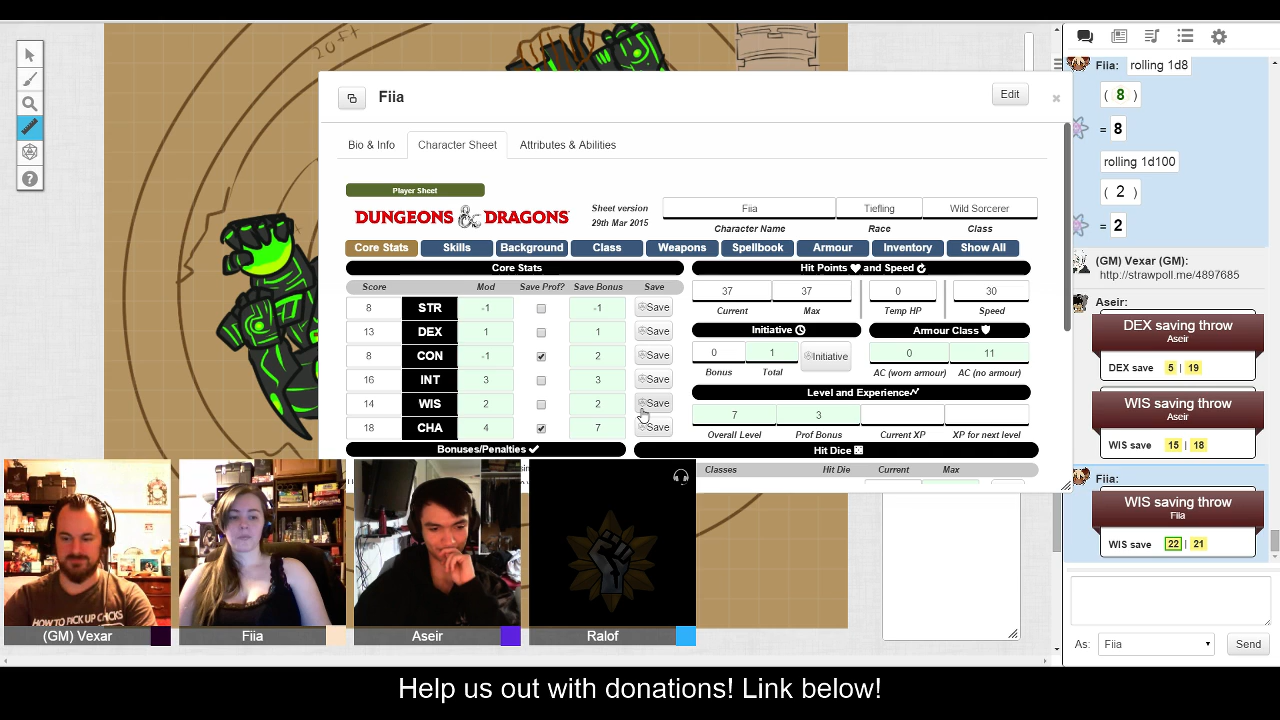 20ft
Fiia
Edit
×
Bio & Info
Character Sheet
Attributes & Abilities
Player Sheet
DUNGEONS & DRAGONS
Sheet version
29th Mar 2015
Fiia
Tiefling
Wild Sorcerer
Character Name
Race
Class
Core Stats
Skills
Background
Class
Weapons
Spellbook
Armour
Inventory
Show All
Core Stats
Score Mod Save Prof? Save Bonus Save
8 STR -1 -1 Save
13 DEX 1 1 Save
8 CON -1 2 Save
16 INT 3 3 Save
14 WIS 2 2 Save
18 CHA 4 7 Save
Bonuses/Penalties
Hit Points and Speed
37 37 0 30
Current Max Temp HP Speed
Initiative
0 1 Initiative
Bonus Total
Armour Class
0 11
AC (worn armour) AC (no armour)
Level and Experience
7 3
Overall Level Prof Bonus Current XP XP for next level
Hit Dice
Classes Hit Die Current Max
Fiia:
rolling 1d8
( 8 )
= 8
rolling 1d100
( 2 )
= 2
(GM) Vexar (GM):
http://strawpoll.me/4897685
Aseir:
DEX saving throw
Aseir
DEX save 5 | 19
WIS saving throw
Aseir
WIS save 15 | 18
Fiia:
WIS saving throw
Fiia
WIS save 22 | 21
As: Fiia
Send
HOW TO PICK UP CHICKS
(GM) Vexar
Fiia
Aseir
Ralof
Help us out with donations! Link below!